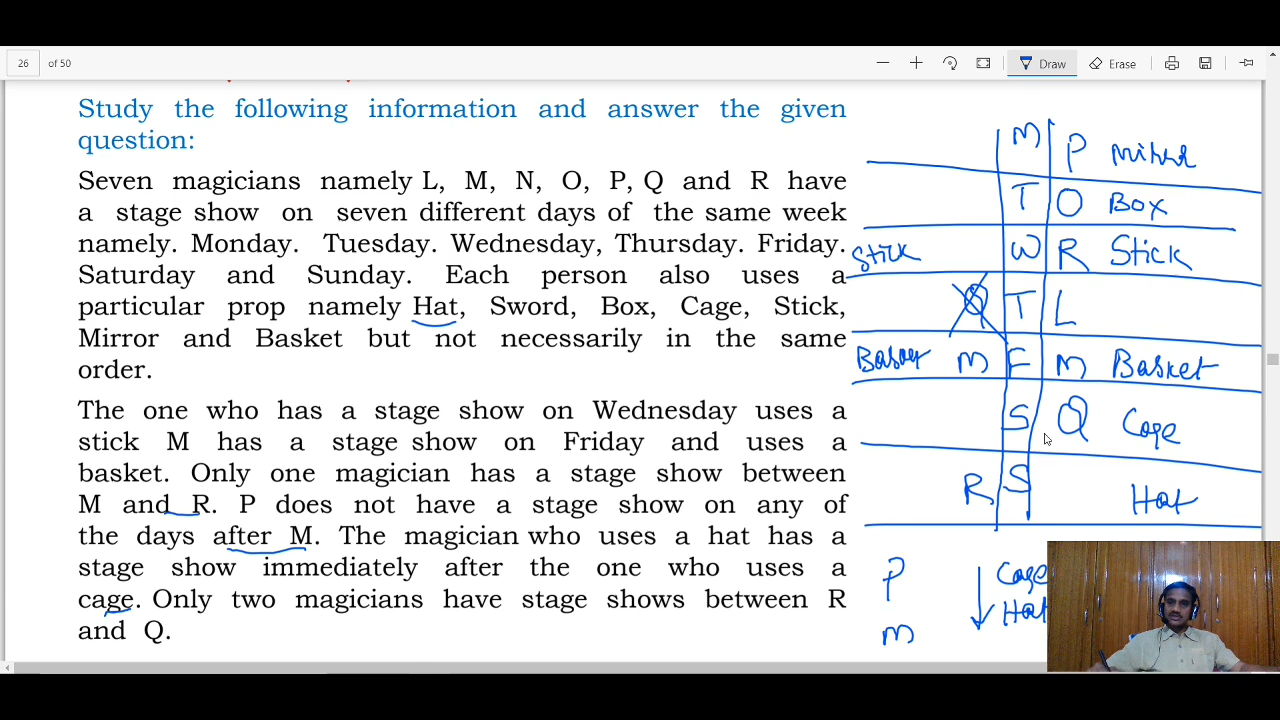 26 of 50
Draw Erase
Study the following information and answer the given
question:
Seven magicians namely L, M, N, O, P, Q and R have
a stage show on seven different days of the same week
namely. Monday. Tuesday. Wednesday, Thursday. Friday.
Saturday and Sunday. Each person also uses a
particular prop namely Hat, Sword, Box, Cage, Stick,
Mirror and Basket but not necessarily in the same
order.
The one who has a stage show on Wednesday uses a
stick M has a stage show on Friday and uses a
basket. Only one magician has a stage show between
M and R. P does not have a stage show on any of
the days after M. The magician who uses a hat has a
stage show immediately after the one who uses a
cage. Only two magicians have stage shows between R
and Q.
M P
T O Box
Stick W R Stick
Q T L
M F M Basket
S Q Cage
R S Hat
P Cage
Hat
M